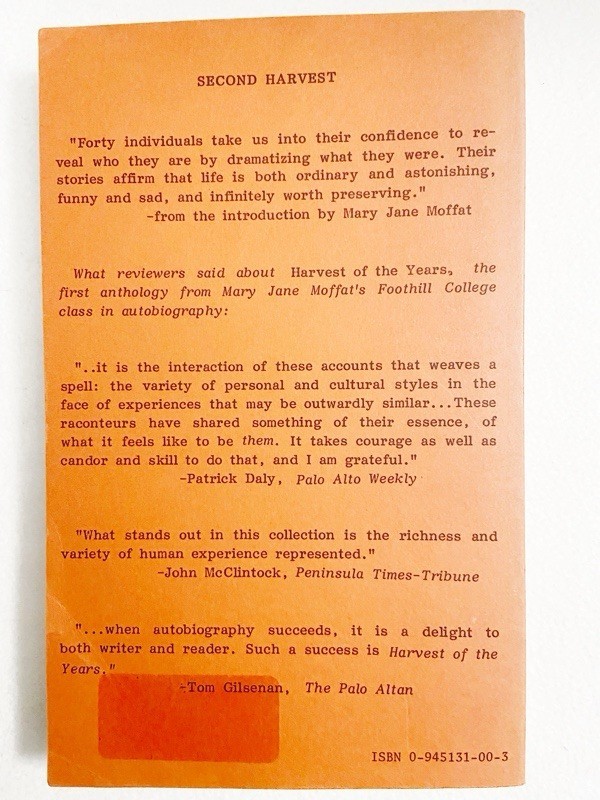 SECOND HARVEST
"Forty individuals take us into their confidence to re-
veal who they are by dramatizing what they were. Their
stories affirm that life is both ordinary and astonishing,
funny and sad, and infinitely worth preserving."
-from the introduction by Mary Jane Moffat
What reviewers said about Harvest of the Years, the
first anthology from Mary Jane Moffat's Foothill College
class in autobiography:
"..it is the interaction of these accounts that weaves a
spell: the variety of personal and cultural styles in the
face of experiences that may be outwardly similar...These
raconteurs have shared something of their essence, of
what it feels like to be them. It takes courage as well as
candor and skill to do that, and I am grateful."
-Patrick Daly, Palo Alto Weekly
"What stands out in this collection is the richness and
variety of human experience represented."
-John McClintock, Peninsula Times-Tribune
"...when autobiography succeeds, it is a delight to
both writer and reader. Such a success is Harvest of the
Years."
-Tom Gilsenan, The Palo Altan
ISBN 0-945131-00-3